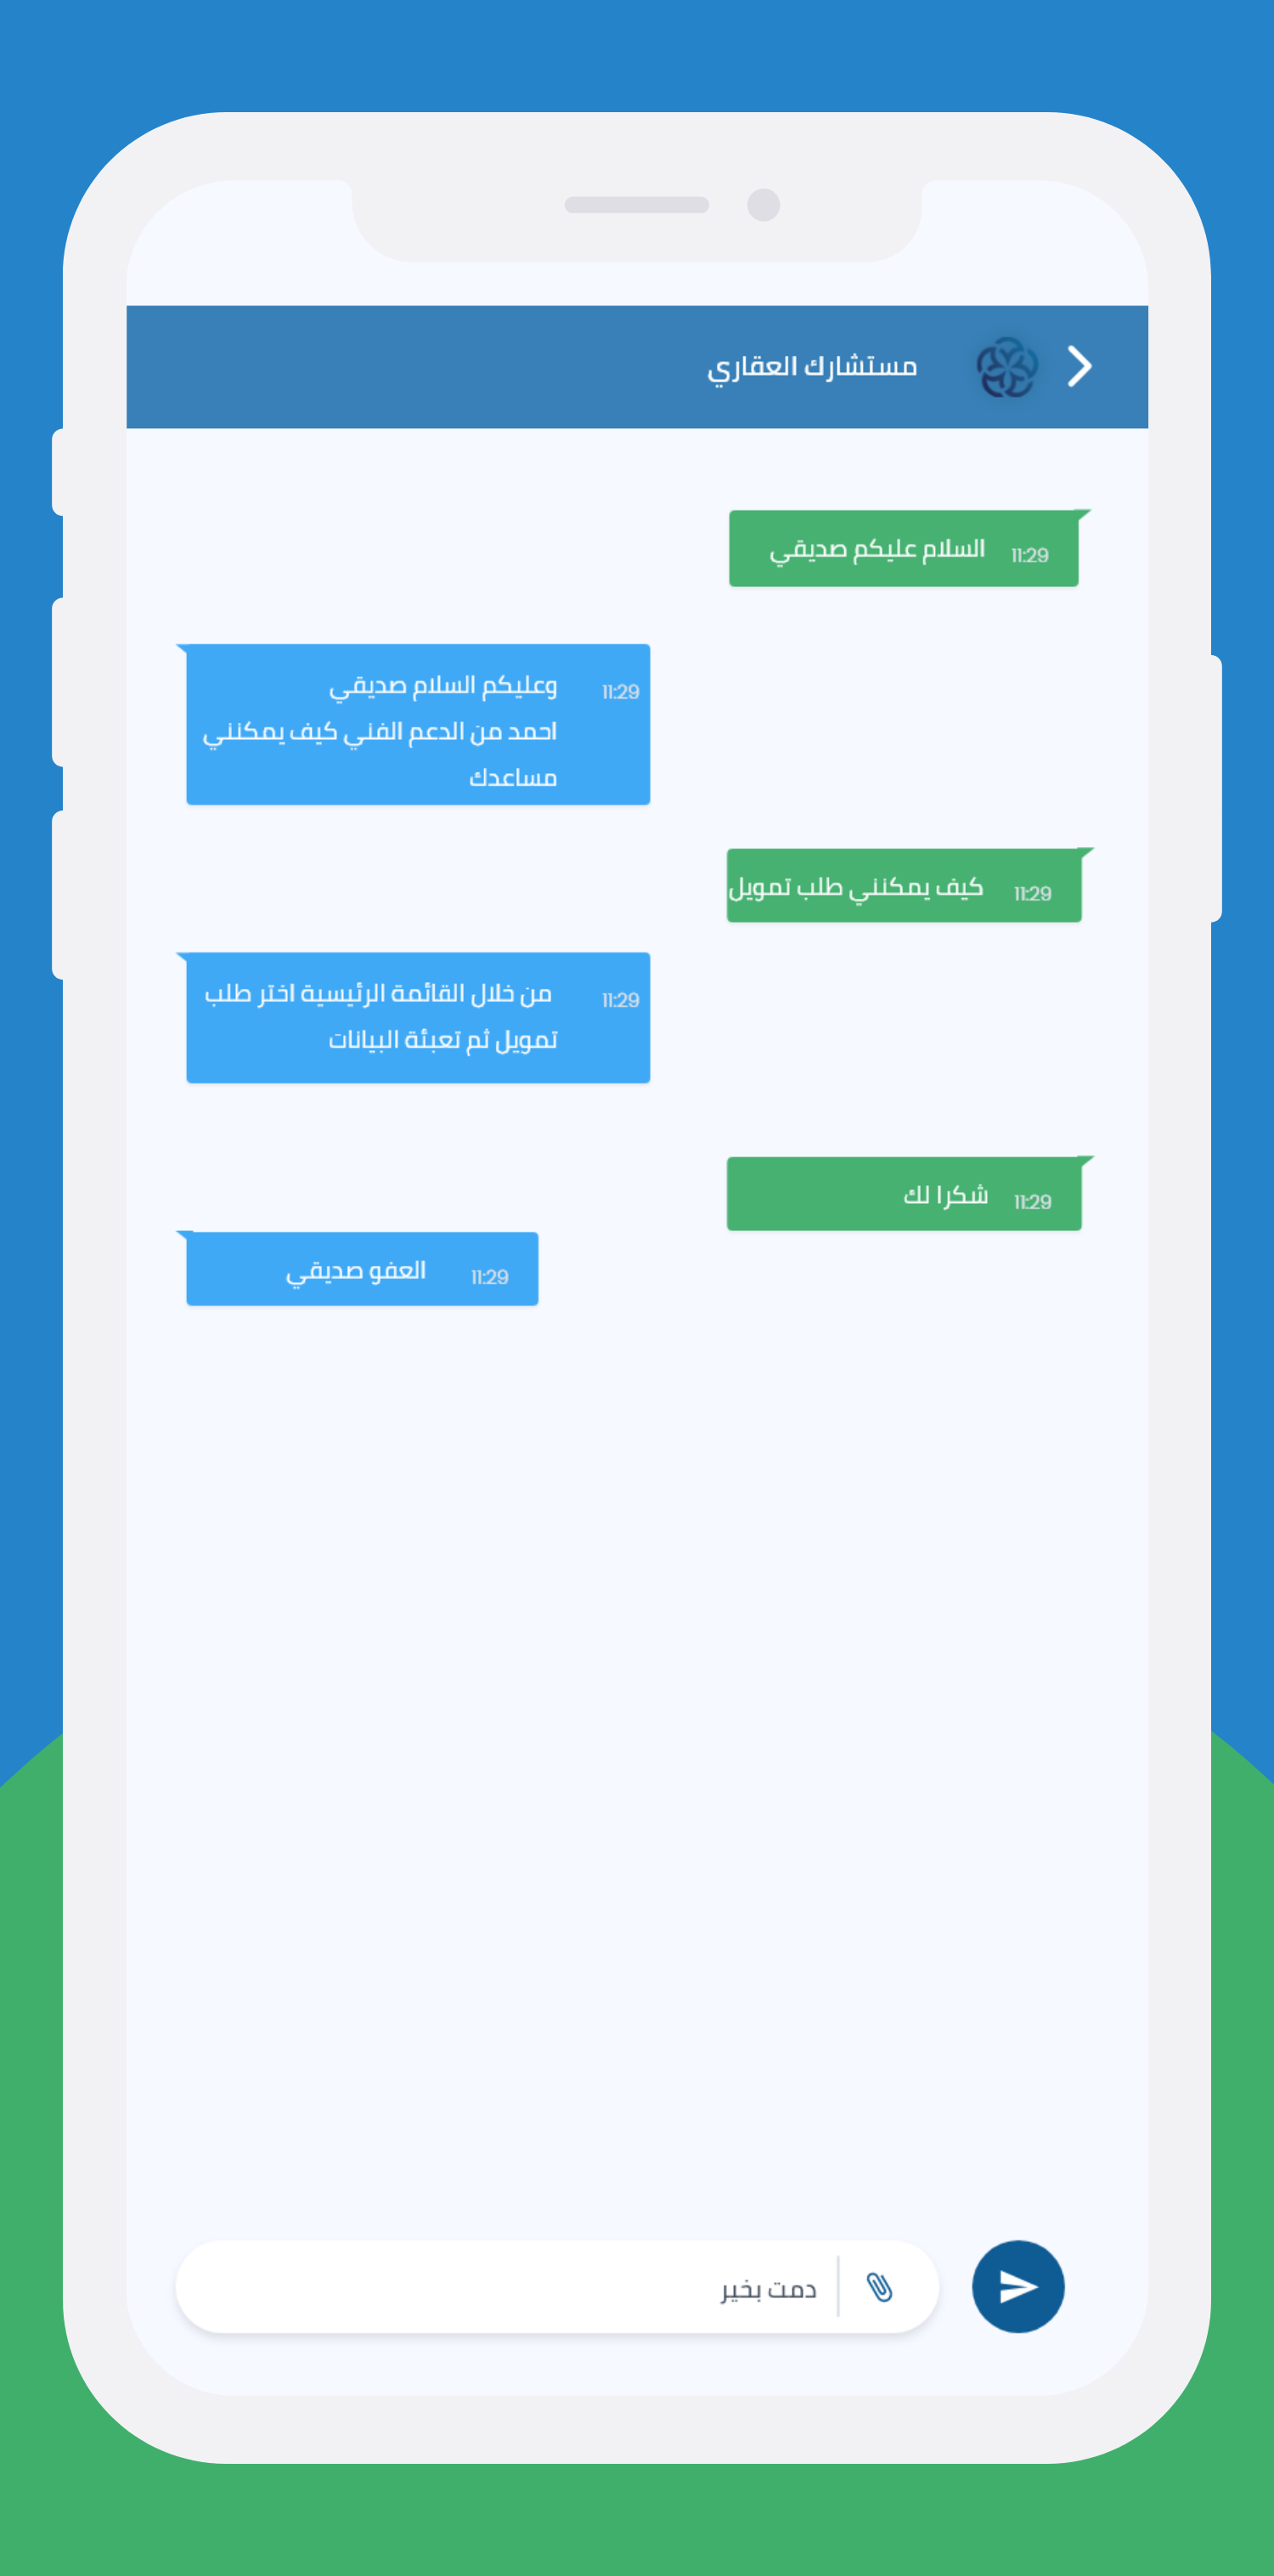 مستشارك العقاري
السلام عليكم صديقي
11:29
وعليكم السلام صديقي
11:29
احمد من الدعم الفني كيف يمكنني
مساعدك
كيف يمكنني طلب تمويل
11:29
من خلال القائمة الرئيسية اختر طلب
11:29
تمويل ثم تعبئة البيانات
شكرا لك
11:29
العفو صديقي
11:29
دمت بخير